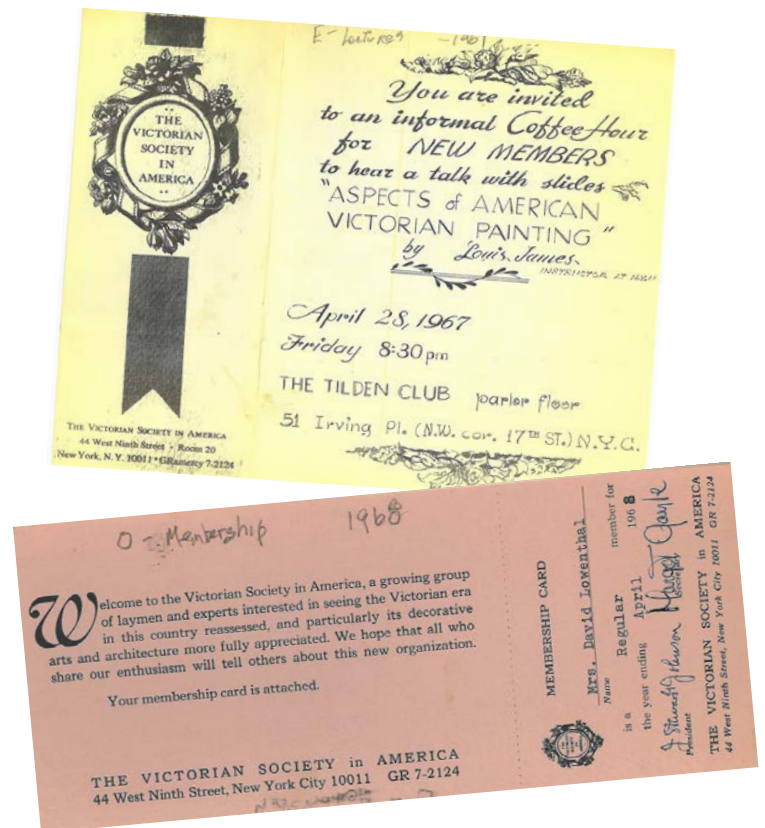 E-Lectures -1967
THE
VICTORIAN
SOCIETY
IN
AMERICA
THE VICTORIAN SOCIETY IN AMERICA
44 West Ninth Street • Room 20
New York, N. Y. 10011 • GRamercy 7-2124
You are invited
to an informal Coffee Hour
for NEW MEMBERS
to hear a talk with slides
"ASPECTS of AMERICAN
VICTORIAN PAINTING"
by Louis James
INSTRUCTOR AT
April 28, 1967
Friday 8:30 pm
THE TILDEN CLUB parlor floor
51 Irving Pl. (N.W. cor. 17TH ST.) N.Y.C.
O - Membership 1968
Welcome to the Victorian Society in America, a growing group
of laymen and experts interested in seeing the Victorian era
in this country reassessed, and particularly its decorative
arts and architecture more fully appreciated. We hope that all who
share our enthusiasm will tell others about this new organization.
Your membership card is attached.
THE VICTORIAN SOCIETY in AMERICA
44 West Ninth Street, New York City 10011 GR 7-2124
MEMBERSHIP CARD
Mrs. David Lowenthal
Name
is a Regular member for
the year ending April 1968
J. Stewart Johnson Margot Gayle
President Secretary
THE VICTORIAN SOCIETY in AMERICA
44 West Ninth Street, New York City 10011 GR 7-2124